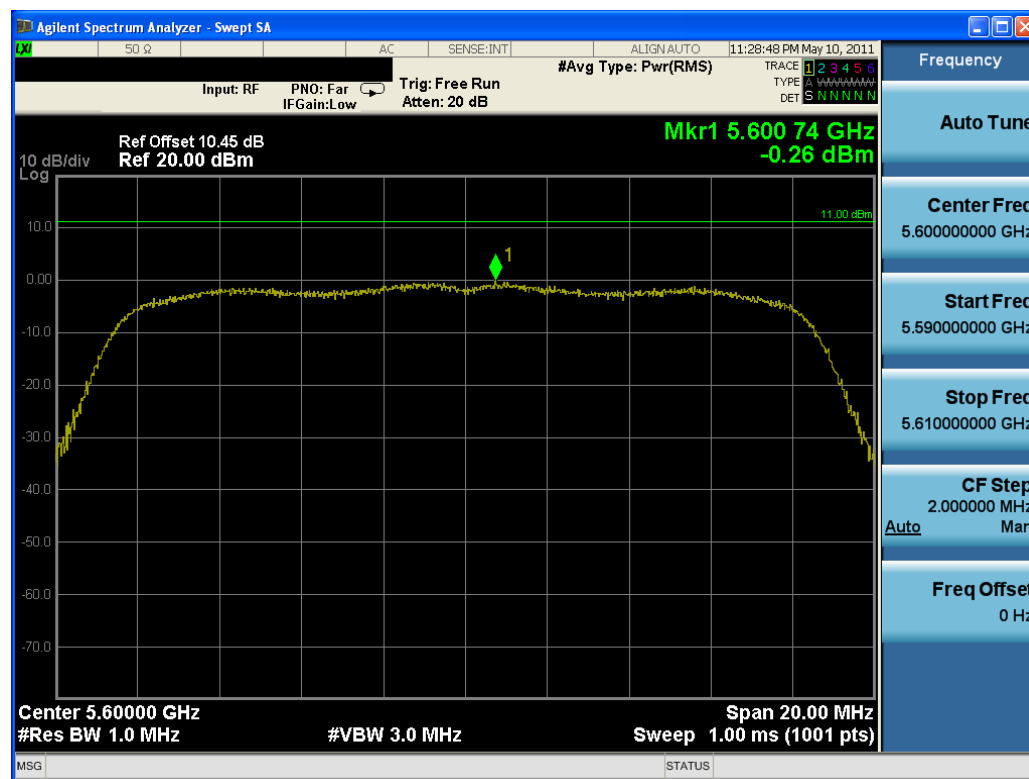 Agilent Spectrum Analyzer - Swept SA
LXI 50 Ω AC SENSE:INT ALIGN AUTO 11:28:48 PM May 10, 2011
Input: RF PNO: Far IFGain:Low
Trig: Free Run
Atten: 20 dB
#Avg Type: Pwr(RMS)
TRACE 1 2 3 4 5 6
TYPE A WWWWW
DET S N N N N N
Ref Offset 10.45 dB
10 dB/div Ref 20.00 dBm
Log
Mkr1 5.600 74 GHz
-0.26 dBm
11.00 dBm
1
10.0
0.00
-10.0
-20.0
-30.0
-40.0
-50.0
-60.0
-70.0
Center 5.60000 GHz Span 20.00 MHz
#Res BW 1.0 MHz #VBW 3.0 MHz Sweep 1.00 ms (1001 pts)
MSG STATUS
Frequency
Auto Tune
Center Freq
5.600000000 GHz
Start Freq
5.590000000 GHz
Stop Freq
5.610000000 GHz
CF Step
2.000000 MHz
Auto Man
Freq Offset
0 Hz